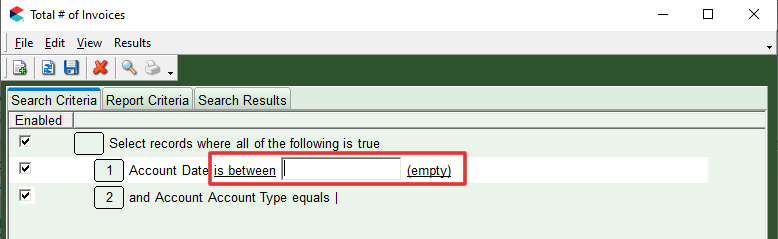 Total # of Invoices
File Edit View Results
Search Criteria Report Criteria Search Results
Enabled
Select records where all of the following is true
1 Account Date is between (empty)
2 and Account Account Type equals |